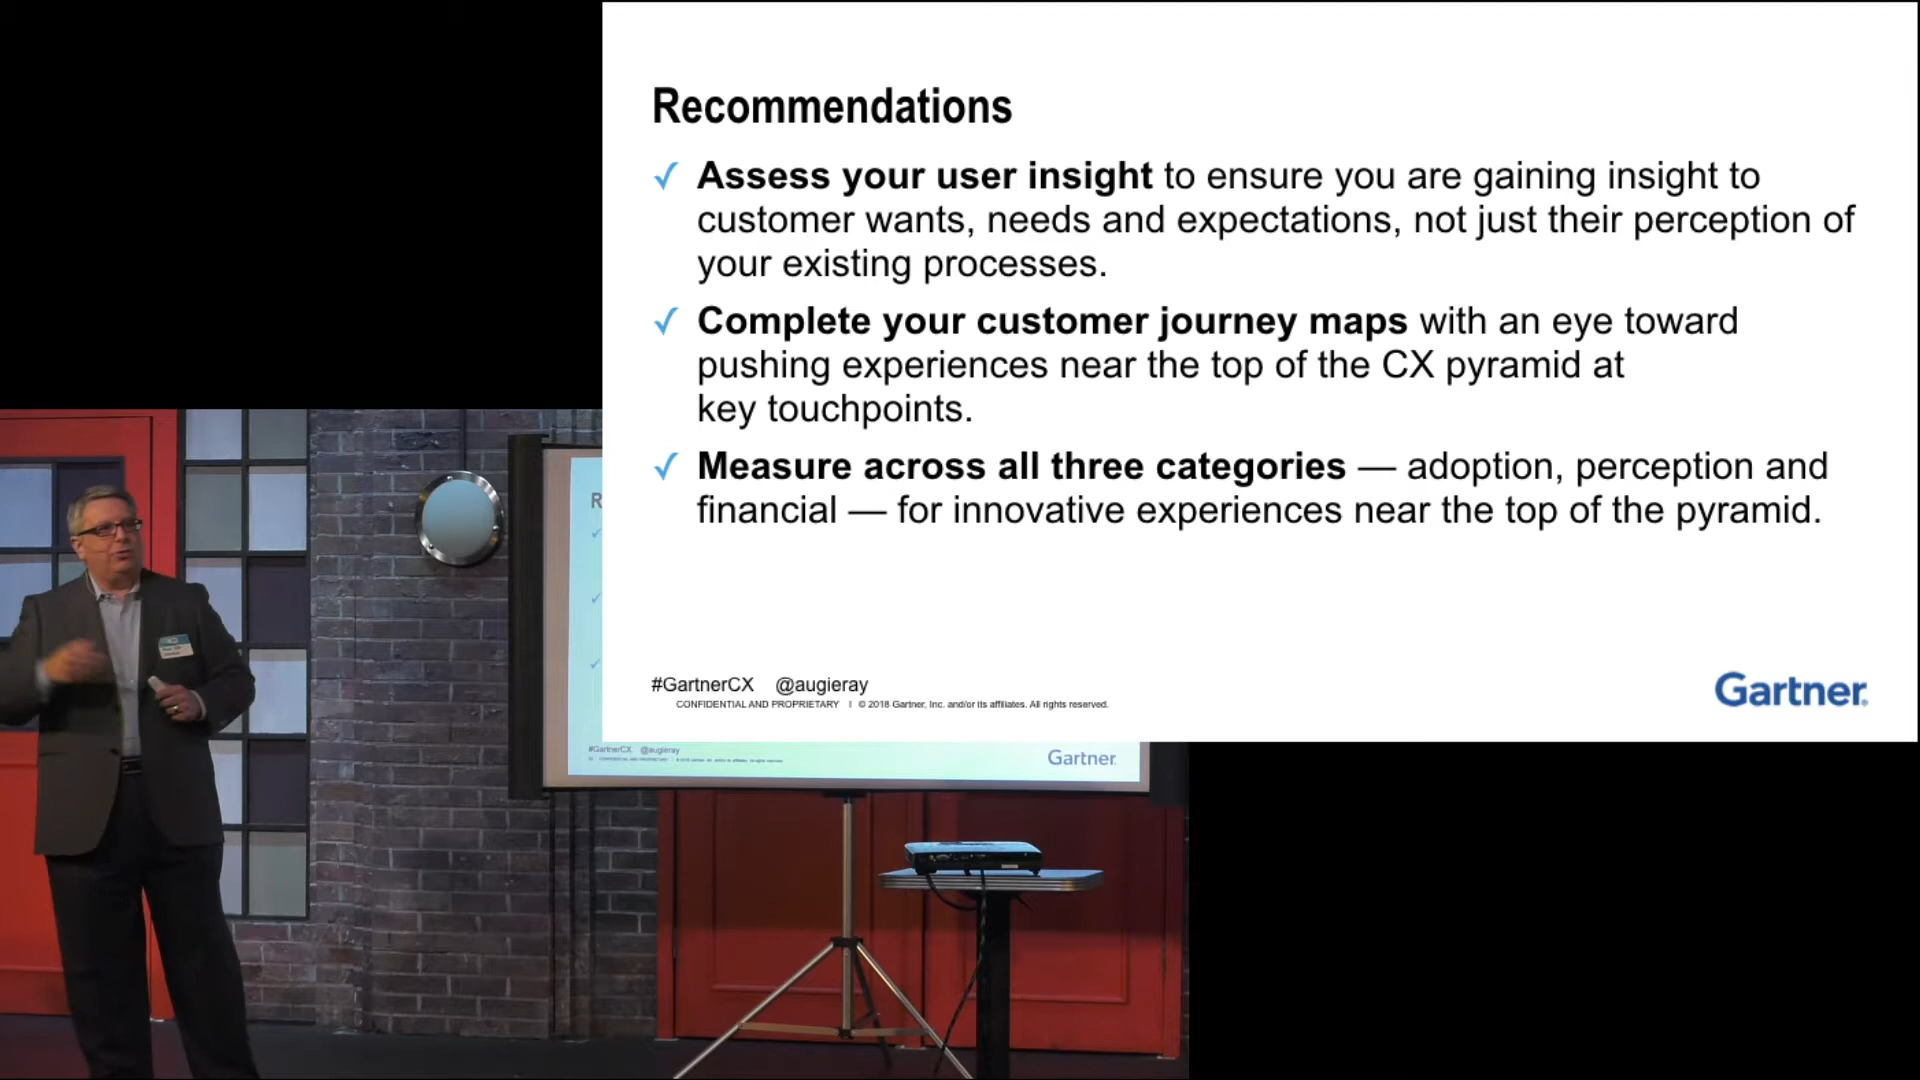 Recommendations
✓ Assess your user insight to ensure you are gaining insight to
customer wants, needs and expectations, not just their perception of
your existing processes.
✓ Complete your customer journey maps with an eye toward
pushing experiences near the top of the CX pyramid at
key touchpoints.
✓ Measure across all three categories — adoption, perception and
financial — for innovative experiences near the top of the pyramid.
#GartnerCX @augieray
CONFIDENTIAL AND PROPRIETARY | © 2018 Gartner, Inc. and/or its affiliates. All rights reserved.
Gartner®
R
#GartnerCX @augieray
Gartner